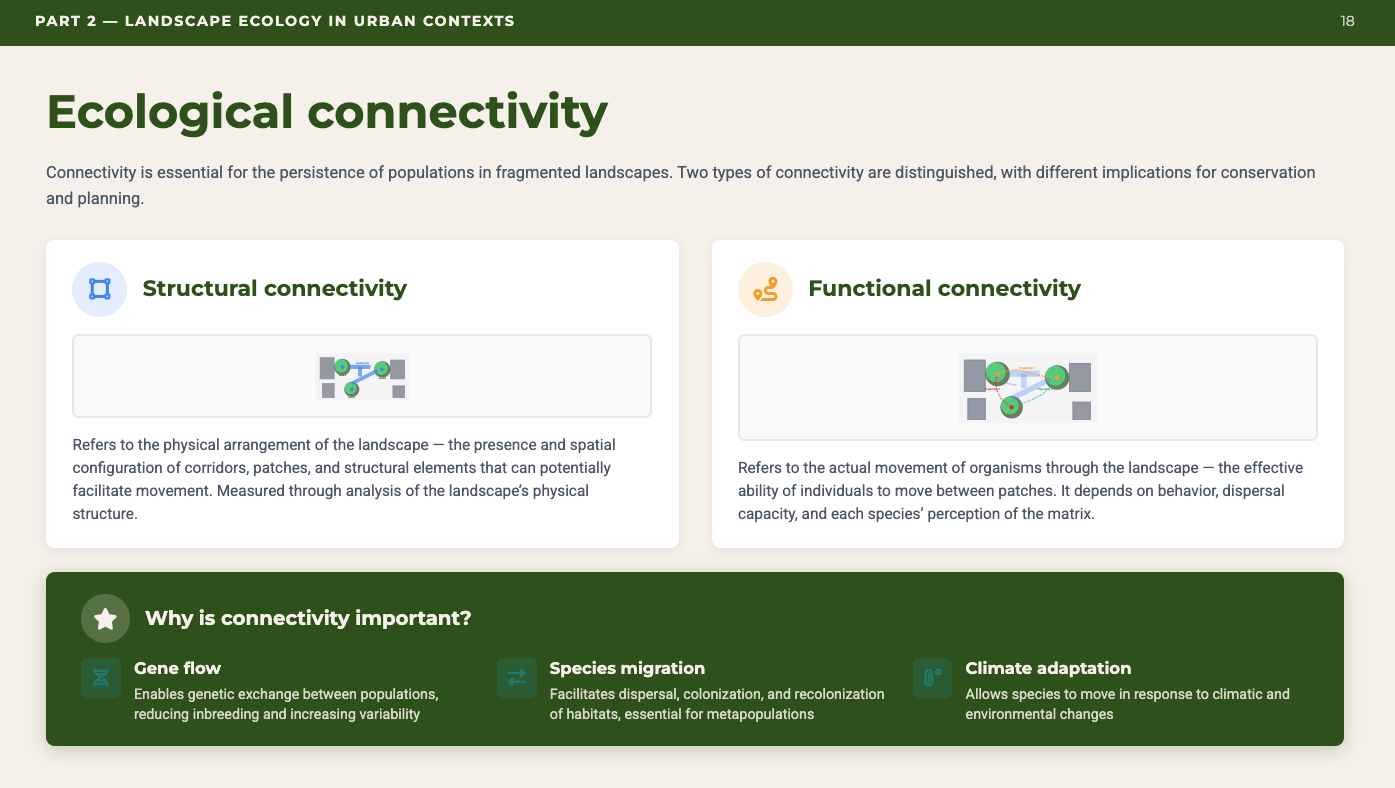 PART 2 — LANDSCAPE ECOLOGY IN URBAN CONTEXTS
18
Ecological connectivity
Connectivity is essential for the persistence of populations in fragmented landscapes. Two types of connectivity are distinguished, with different implications for conservation
and planning.
Structural connectivity
Refers to the physical arrangement of the landscape — the presence and spatial
configuration of corridors, patches, and structural elements that can potentially
facilitate movement. Measured through analysis of the landscape’s physical
structure.
Functional connectivity
Refers to the actual movement of organisms through the landscape — the effective
ability of individuals to move between patches. It depends on behavior, dispersal
capacity, and each species’ perception of the matrix.
Why is connectivity important?
Gene flow
Enables genetic exchange between populations,
reducing inbreeding and increasing variability
Species migration
Facilitates dispersal, colonization, and recolonization
of habitats, essential for metapopulations
Climate adaptation
Allows species to move in response to climatic and
environmental changes